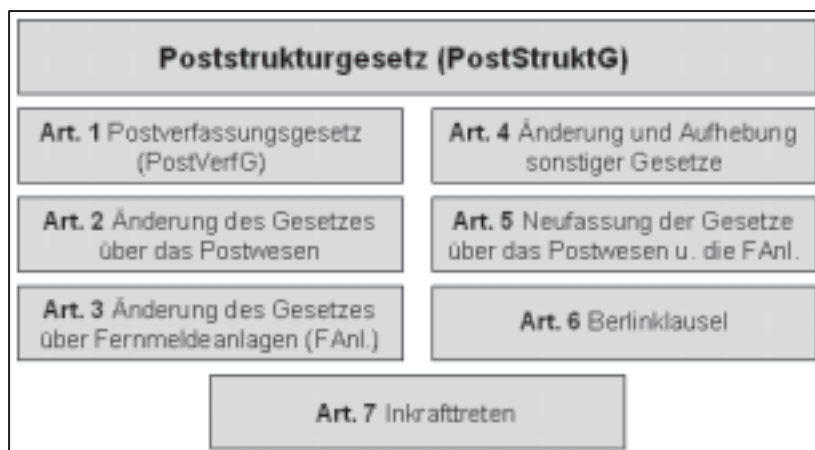 Poststrukturgesetz (PostStruktG)
Art. 1 Postverfassungsgesetz
(PostVerfG)
Art. 2 Änderung des Gesetzes
über das Postwesen
Art. 3 Änderung des Gesetzes
über Fernmeldeanlagen (FAnl.)
Art. 4 Änderung und Aufhebung
sonstiger Gesetze
Art. 5 Neufassung der Gesetze
über das Postwesen u. die FAnl.
Art. 6 Berlinklausel
Art. 7 Inkrafttreten